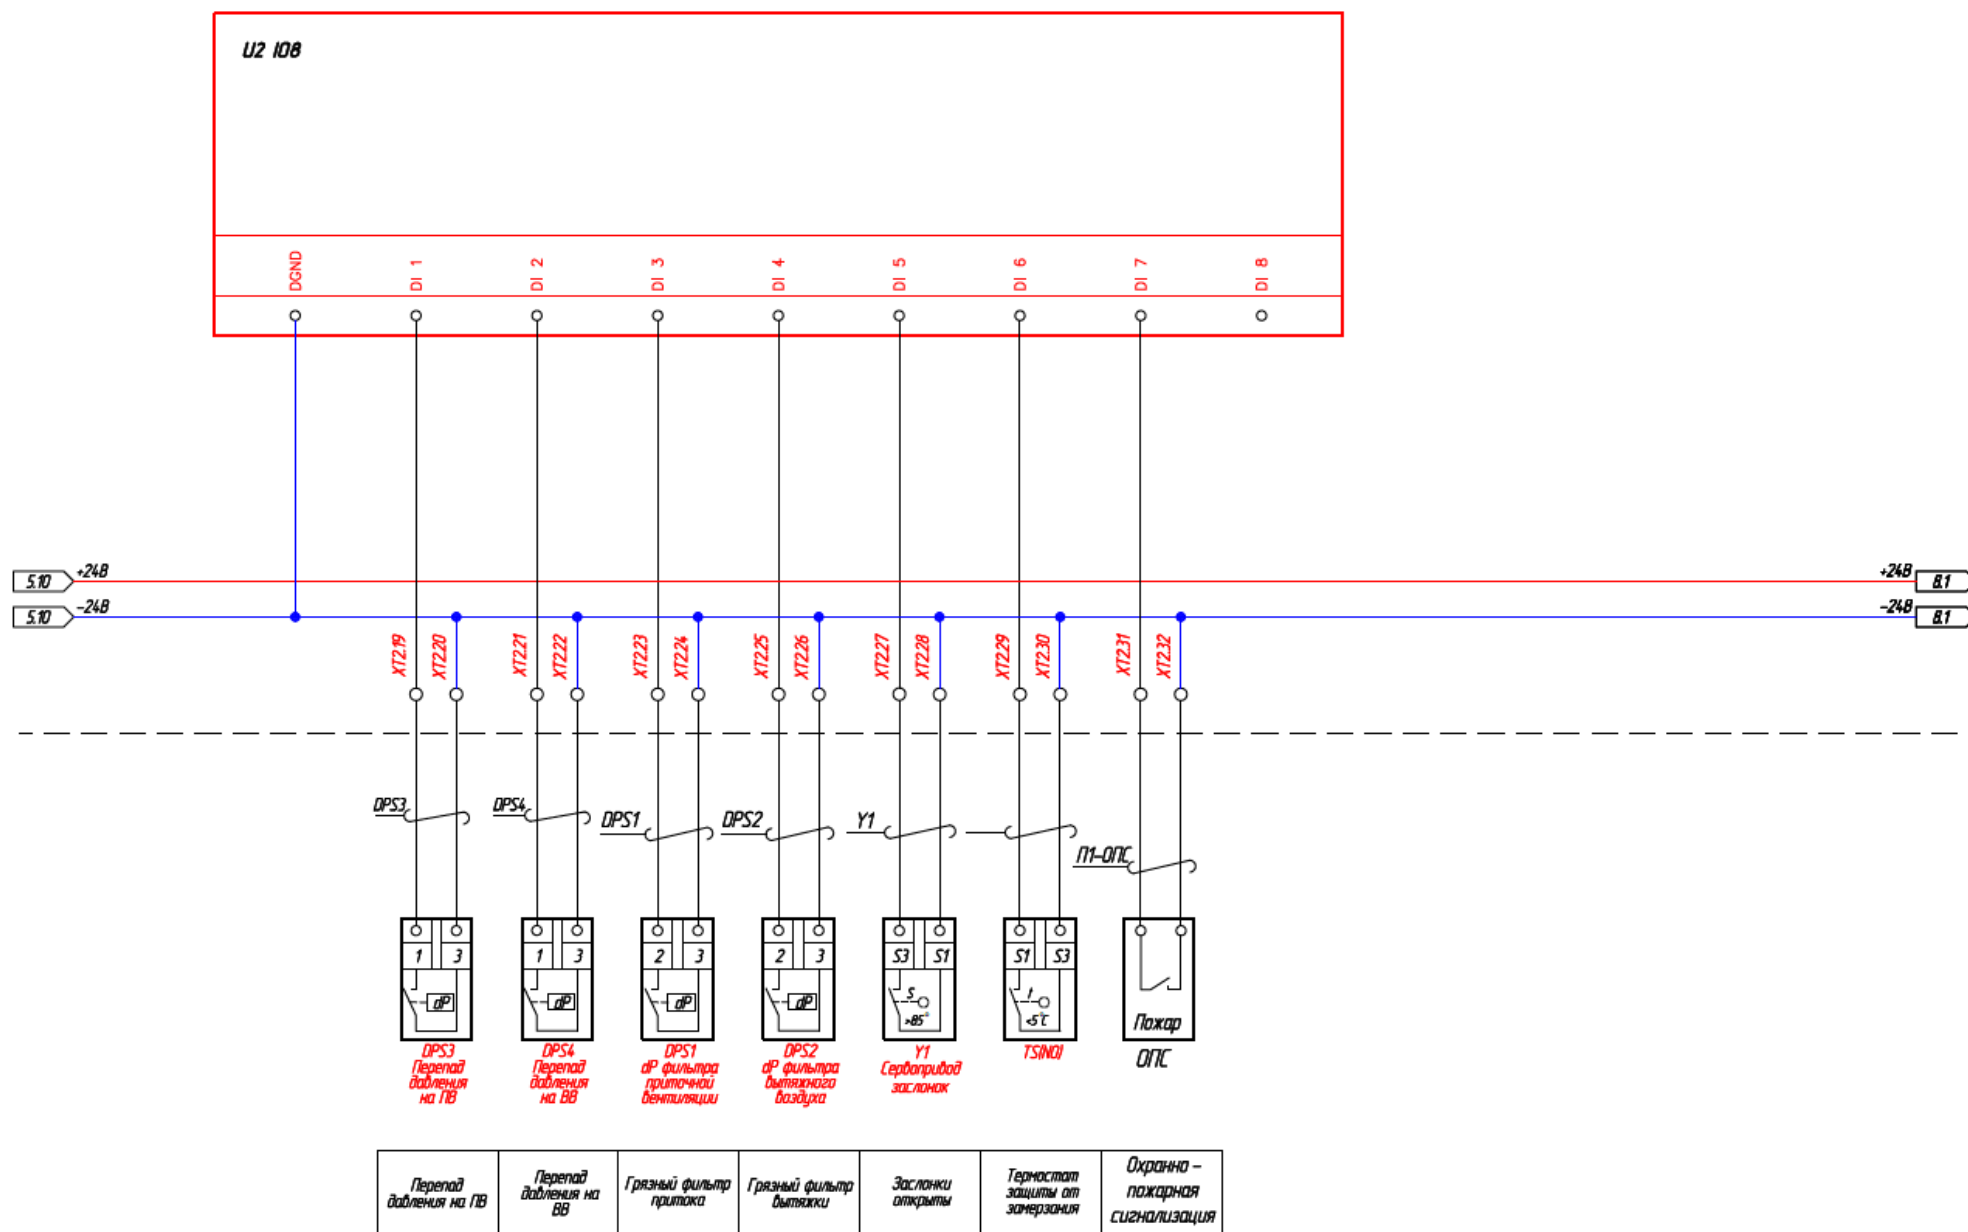 U2 IO8
DGND
DI 1
DI 2
DI 3
DI 4
DI 5
DI 6
DI 7
DI 8
5.10
+24В
+24В
8.1
5.10
-24В
-24В
8.1
XT2.19
XT2.20
XT2.21
XT2.22
XT2.23
XT2.24
XT2.25
XT2.26
XT2.27
XT2.28
XT2.29
XT2.30
XT2.31
XT2.32
DPS3
DPS4
DPS1
DPS2
Y1
П1-ОПС
1 3
dP
1 3
dP
2 3
dP
2 3
dP
S3 S1
S
>85°
S1 S3
t
<5°C
Пожар
DPS3
Перепад
давления
на ПВ
DPS4
Перепад
давления
на ВВ
DPS1
dP фильтра
приточной
вентиляции
DPS2
dP фильтра
вытяжного
воздуха
Y1
Сервопривод
заслонок
TS(NO)
ОПС
Перепад
давления на ПВ
Перепад
давления на
ВВ
Грязный фильтр
притока
Грязный фильтр
вытяжки
Заслонки
открыты
Термостат
защиты от
замерзания
Охранно -
пожарная
сигнализация